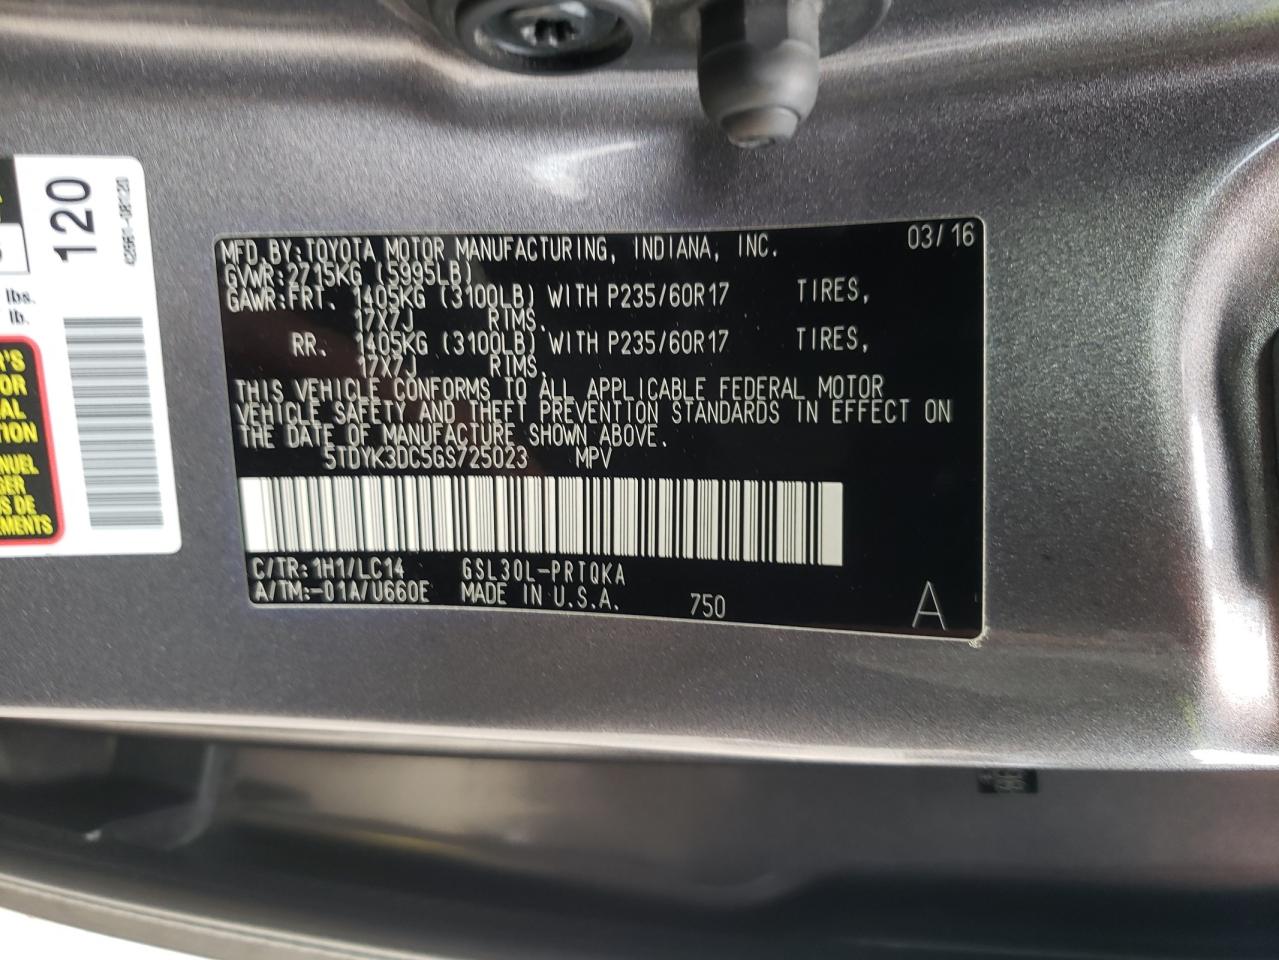 MFD.BY:TOYOTA MOTOR MANUFACTURING, INDIANA, INC. 03/16
GVWR:2715KG (5995LB)
GAWR:FRT. 1405KG (3100LB) WITH P235/60R17 TIRES,
17X7J RIMS.
RR. 1405KG (3100LB) WITH P235/60R17 TIRES,
17X7J RIMS.
THIS VEHICLE CONFORMS TO ALL APPLICABLE FEDERAL MOTOR
VEHICLE SAFETY AND THEFT PREVENTION STANDARDS IN EFFECT ON
THE DATE OF MANUFACTURE SHOWN ABOVE.
5TDYK3DC5GS725023 MPV
C/TR:1H1/LC14 GSL30L-PRTQKA
A/TM:-01A/U660E MADE IN U.S.A. 750 A
120
lbs.
lb.